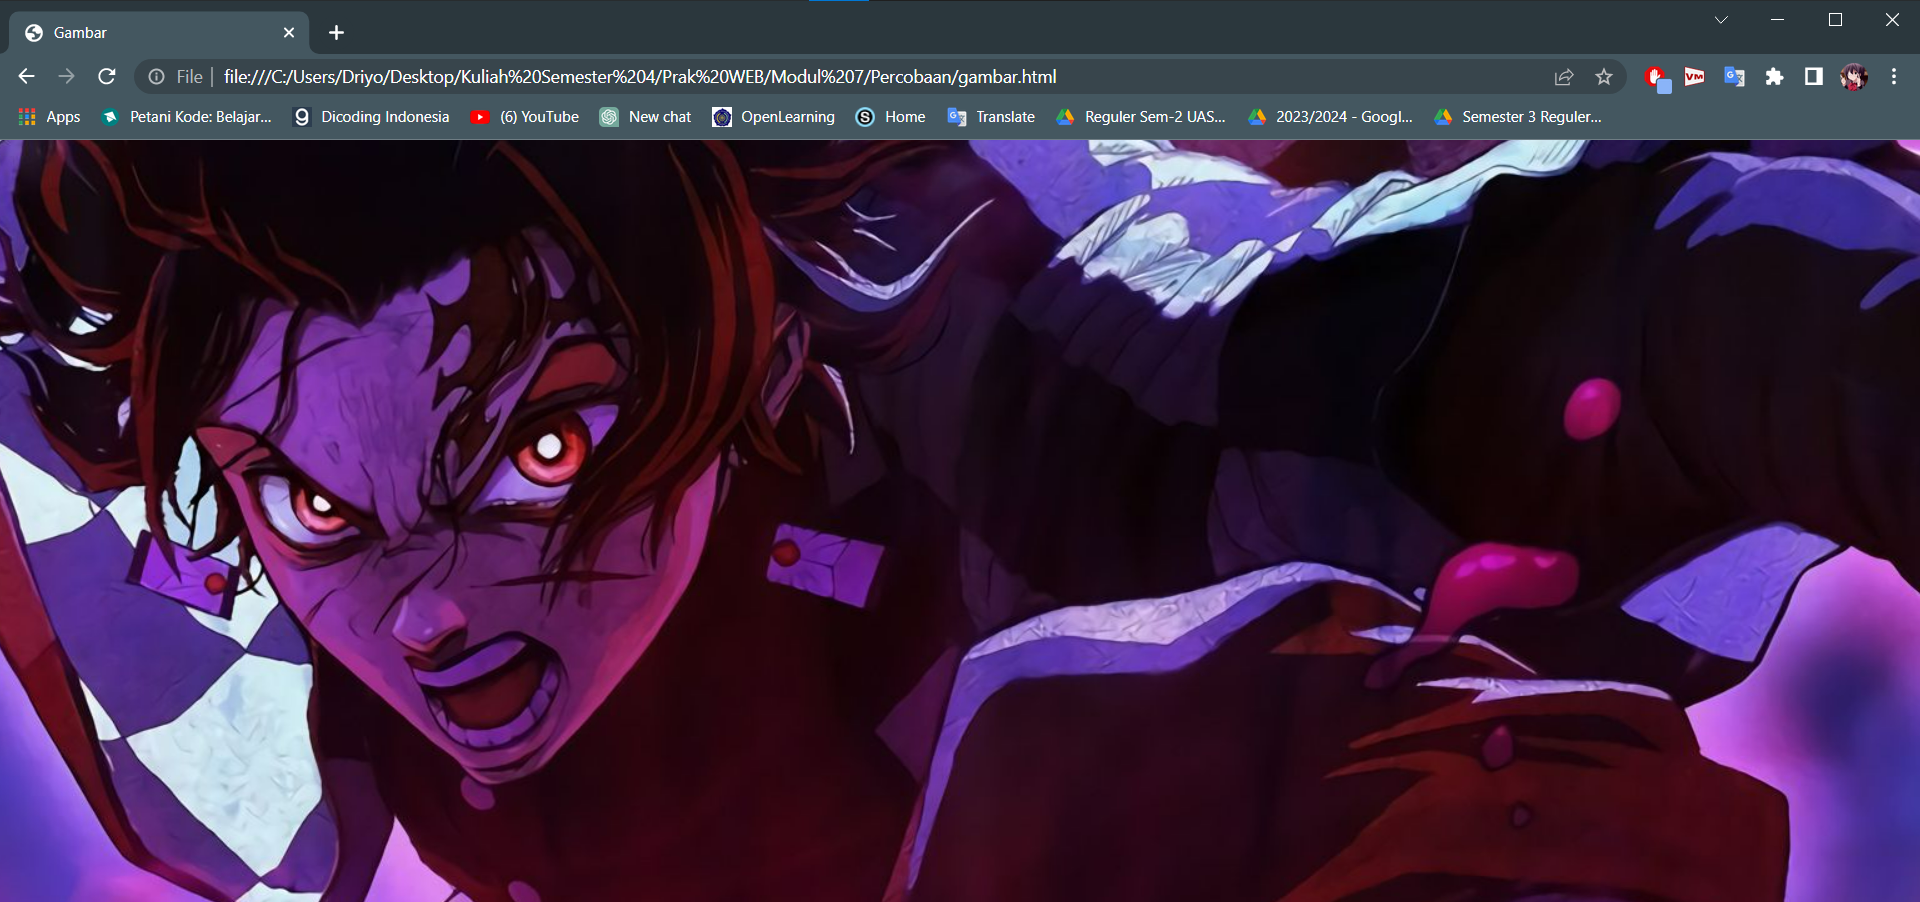 Gambar
File | file:///C:/Users/Driyo/Desktop/Kuliah%20Semester%204/Prak%20WEB/Modul%207/Percobaan/gambar.html
Apps Petani Kode: Belajar... Dicoding Indonesia (6) YouTube New chat OpenLearning Home Translate Reguler Sem-2 UAS... 2023/2024 - Googl... Semester 3 Reguler...